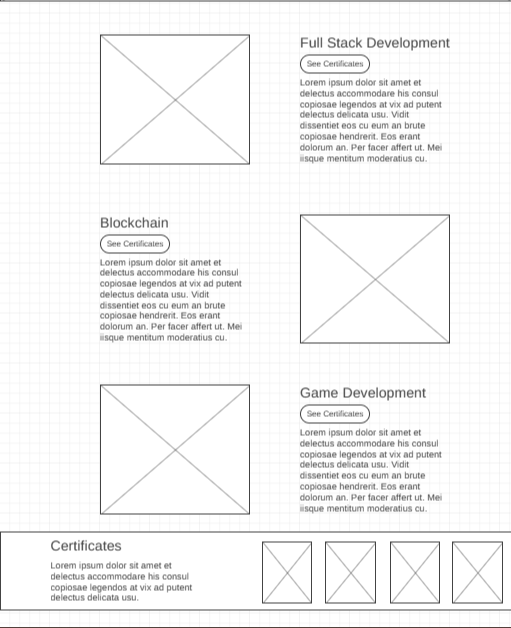 Full Stack Development
See Certificates
Lorem ipsum dolor sit amet et
delectus accommodare his consul
copiosae legendos at vix ad putent
delectus delicata usu. Vidit
dissentiet eos cu eum an brute
copiosae hendrerit. Eos erant
dolorum an. Per facer affert ut. Mei
iisque mentitum moderatius cu.
Blockchain
See Certificates
Lorem ipsum dolor sit amet et
delectus accommodare his consul
copiosae legendos at vix ad putent
delectus delicata usu. Vidit
dissentiet eos cu eum an brute
copiosae hendrerit. Eos erant
dolorum an. Per facer affert ut. Mei
iisque mentitum moderatius cu.
Game Development
See Certificates
Lorem ipsum dolor sit amet et
delectus accommodare his consul
copiosae legendos at vix ad putent
delectus delicata usu. Vidit
dissentiet eos cu eum an brute
copiosae hendrerit. Eos erant
dolorum an. Per facer affert ut. Mei
iisque mentitum moderatius cu.
Certificates
Lorem ipsum dolor sit amet et
delectus accommodare his consul
copiosae legendos at vix ad putent
delectus delicata usu.